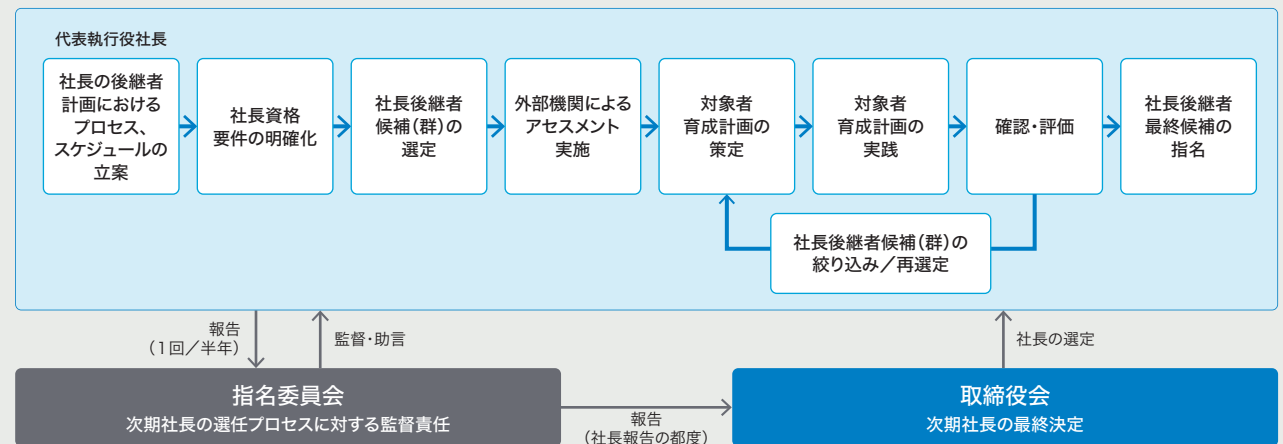 代表執行役社長
社長の後継者
計画における
プロセス、
スケジュールの
立案
社長資格
要件の明確化
社長後継者
候補(群)の
選定
外部機関による
アセスメント
実施
対象者
育成計画の
策定
対象者
育成計画の
実践
確認・評価
社長後継者
最終候補の
指名
社長後継者候補(群)の
絞り込み/再選定
報告
(1回/半年)
監督・助言
社長の選定
指名委員会
次期社長の選任プロセスに対する監督責任
報告
(社長報告の都度)
取締役会
次期社長の最終決定